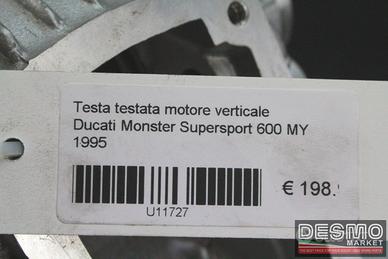 Testa testata motore verticale
Ducati Monster Supersport 600 MY
1995
€ 198.
U11727
DESMO
MARKET